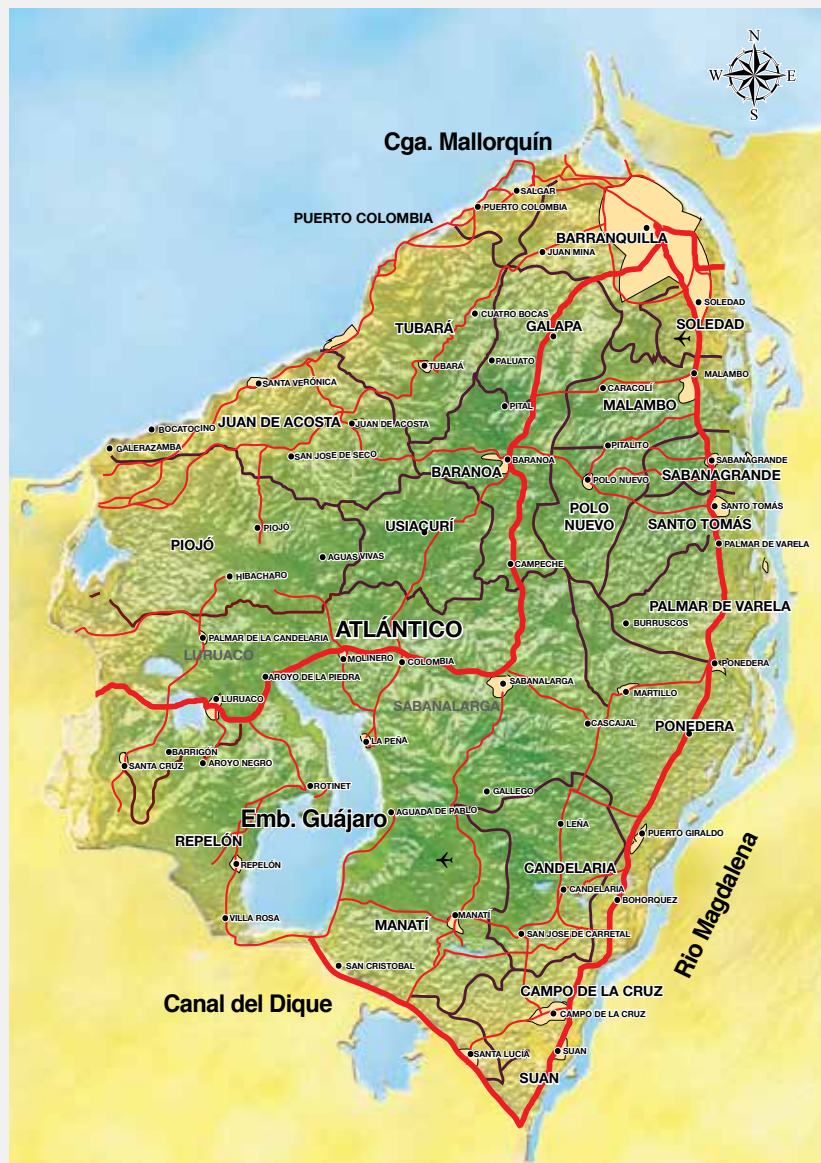 N
W E
S
Cga. Mallorquín
SALGAR
PUERTO COLOMBIA
PUERTO COLOMBIA
BARRANQUILLA
JUAN MINA
SOLEDAD
CUATRO BOCAS
TUBARÁ
GALAPA
SOLEDAD
PALUATO
TUBARÁ
MALAMBO
SANTA VERÓNICA
CARACOLÍ
PITAL
MALAMBO
JUAN DE ACOSTA
JUAN DE ACOSTA
BOCATOCINO
GALERAZAMBA
PITALITO
SAN JOSE DE SECO
BARANOA
SABANAGRANDE
BARANOA
SABANAGRANDE
POLO NUEVO
SANTO TOMÁS
POLO
NUEVO
USIACURÍ
SANTO TOMÁS
PIOJÓ
PIOJÓ
PALMAR DE VARELA
AGUAS VIVAS
CAMPECHE
HIBACHARO
PALMAR DE VARELA
BURRUSCOS
ATLÁNTICO
PALMAR DE LA CANDELARIA
LURUACO
MOLINERO
COLOMBIA
PONEDERA
AROYO DE LA PIEDRA
SABANALARGA
MARTILLO
LURUACO
SABANALARGA
CASCAJAL
PONEDERA
LA PEÑA
BARRIGÓN
SANTA CRUZ
AROYO NEGRO
ROTINET
GALLEGO
AGUADA DE PABLO
Emb. Guájaro
LEÑA
PUERTO GIRALDO
REPELÓN
REPELÓN
CANDELARIA
CANDELARIA
BOHORQUEZ
Rio Magdalena
VILLA ROSA
MANATÍ
MANATÍ
SAN JOSE DE CARRETAL
SAN CRISTOBAL
CAMPO DE LA CRUZ
Canal del Dique
CAMPO DE LA CRUZ
SANTA LUCÍA
SUAN
SUAN